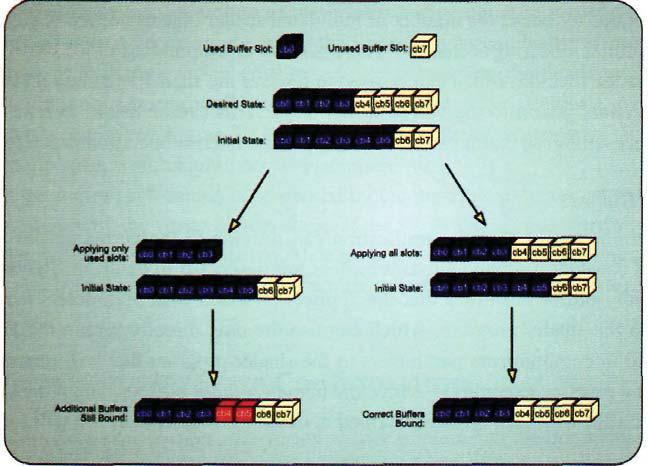 Used Buffer Slot: cb0 Unused Buffer Slot: cb7
Desired State: cb0 cb1 cb2 cb3 cb4 cb5 cb6 cb7
Initial State: cb0 cb1 cb2 cb3 cb4 cb5 cb6 cb7
Applying only
used slots: cb0 cb1 cb2 cb3
Initial State: cb0 cb1 cb2 cb3 cb4 cb5 cb6 cb7
Applying all slots: cb0 cb1 cb2 cb3 cb4 cb5 cb6 cb7
Initial State: cb0 cb1 cb2 cb3 cb4 cb5 cb6 cb7
Additional Buffers
Still Bound: cb0 cb1 cb2 cb3 cb4 cb5 cb6 cb7
Correct Buffers
Bound: cb0 cb1 cb2 cb3 cb4 cb5 cb6 cb7